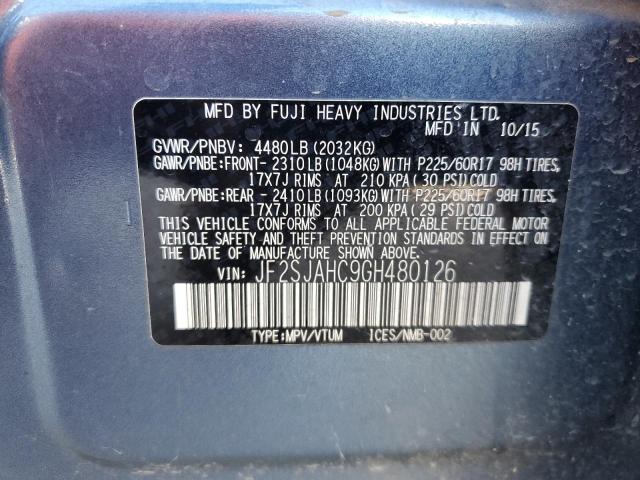 MFD BY FUJI HEAVY INDUSTRIES LTD.
MFD IN 10/15
GVWR/PNBV: 4480LB (2032KG)
GAWR/PNBE:FRONT- 2310LB (1048KG)WITH P225/60R17 98H TIRES,
17X7J RIMS AT 210 KPA (30 PSI)COLD
GAWR/PNBE:REAR - 2410LB (1093KG)WITH P225/60R17 98H TIRES,
17X7J RIMS AT 200 KPA (29 PSI)COLD
THIS VEHICLE CONFORMS TO ALL APPLICABLE FEDERAL MOTOR
VEHICLE SAFETY AND THEFT PREVENTION STANDARDS IN EFFECT
ON THE DATE OF MANUFACTURE SHOWN ABOVE.
VIN: JF2SJAHC9GH480126
TYPE:MPV/VTUM ICES/NMB-002